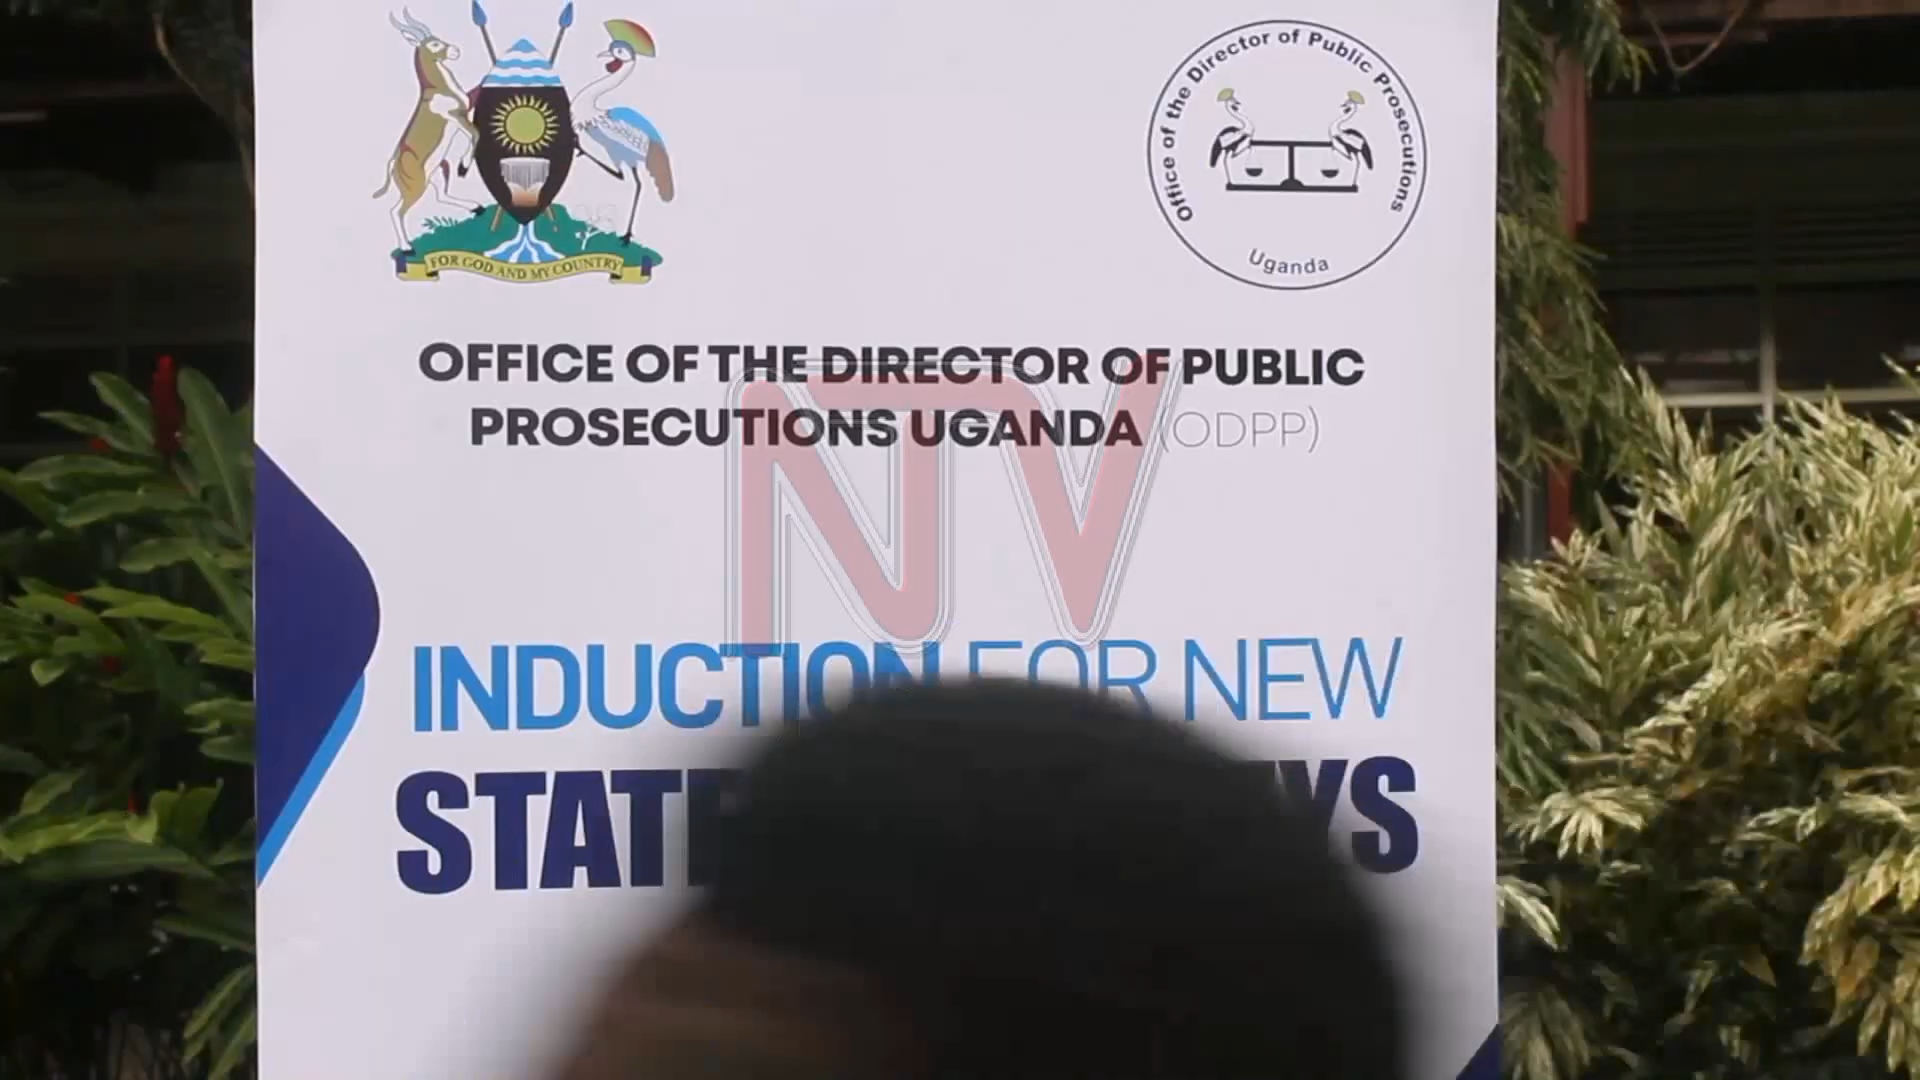 FOR GOD AND MY COUNTRY
Office of the Director of Public Prosecutions
Uganda
OFFICE OF THE DIRECTOR OF PUBLIC
PROSECUTIONS UGANDA (ODPP)
NTV
INDUCTION FOR NEW
STATE